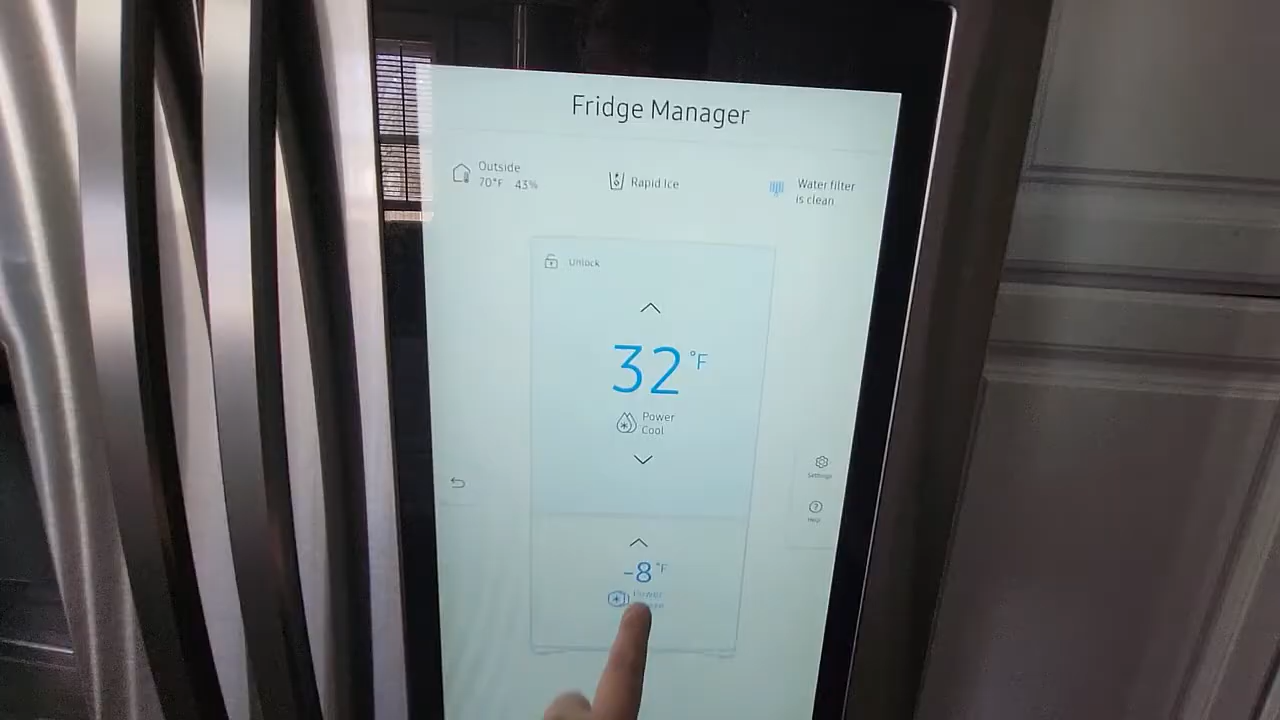 Fridge Manager
Outside
70°F 43%
Rapid Ice
Water filter
is clean
Unlock
32 °F
Power
Cool
Settings
Help
-8 °F
Power